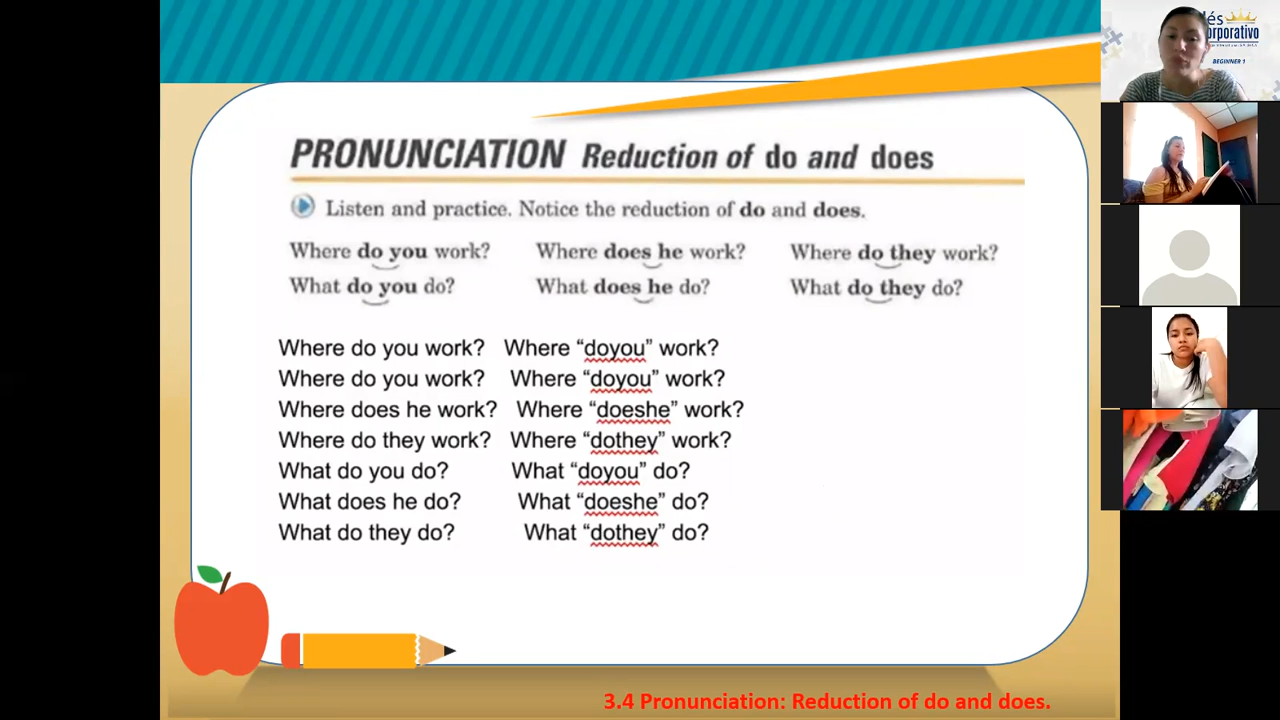 PRONUNCIATION Reduction of do and does
Listen and practice. Notice the reduction of do and does.
Where do you work? Where does he work? Where do they work?
What do you do? What does he do? What do they do?
Where do you work? Where “doyou” work?
Where do you work? Where “doyou” work?
Where does he work? Where “doeshe” work?
Where do they work? Where “dothey” work?
What do you do? What “doyou” do?
What does he do? What “doeshe” do?
What do they do? What “dothey” do?
3.4 Pronunciation: Reduction of do and does.
BEGINNER 1